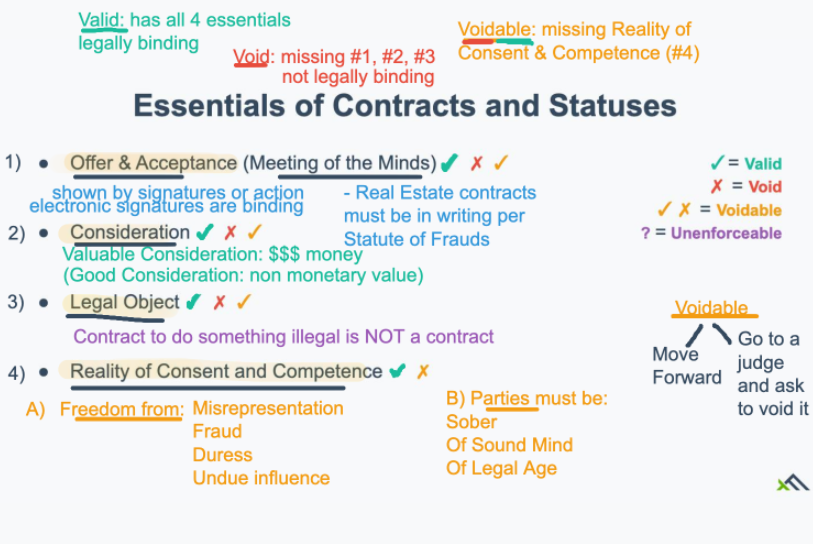 Valid: has all 4 essentials
legally binding
Void: missing #1, #2, #3
not legally binding
Voidable: missing Reality of
Consent & Competence (#4)
Essentials of Contracts and Statuses
1) • Offer & Acceptance (Meeting of the Minds) ✓ ✗ ✓
shown by signatures or action
electronic signatures are binding
- Real Estate contracts
must be in writing per
Statute of Frauds
2) • Consideration ✓ ✗ ✓
Valuable Consideration: $$$ money
(Good Consideration: non monetary value)
3) • Legal Object ✓ ✗ ✓
Contract to do something illegal is NOT a contract
4) • Reality of Consent and Competence ✓ ✗
A) Freedom from: Misrepresentation
Fraud
Duress
Undue influence
B) Parties must be:
Sober
Of Sound Mind
Of Legal Age
✓ = Valid
✗ = Void
✓ ✗ = Voidable
? = Unenforceable
Voidable
Move
Forward
Go to a
judge
and ask
to void it